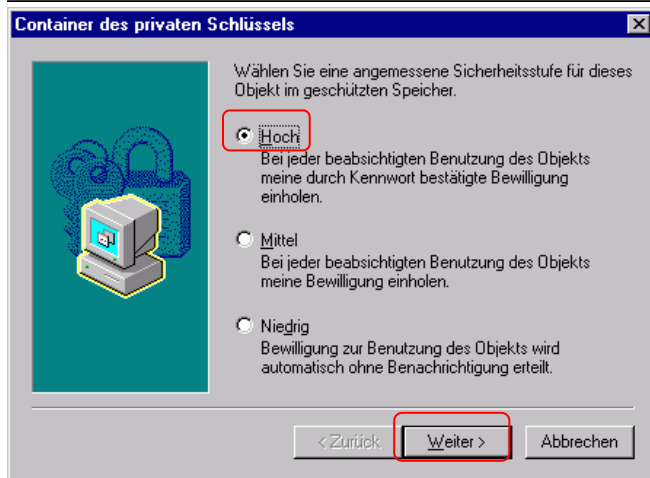 Container des privaten Schlüssels
Wählen Sie eine angemessene Sicherheitsstufe für dieses
Objekt im geschützten Speicher.
Hoch
Bei jeder beabsichtigten Benutzung des Objekts
meine durch Kennwort bestätigte Bewilligung
einholen.
Mittel
Bei jeder beabsichtigten Benutzung des Objekts
meine Bewilligung einholen.
Niedrig
Bewilligung zur Benutzung des Objekts wird
automatisch ohne Benachrichtigung erteilt.
< Zurück
Weiter >
Abbrechen